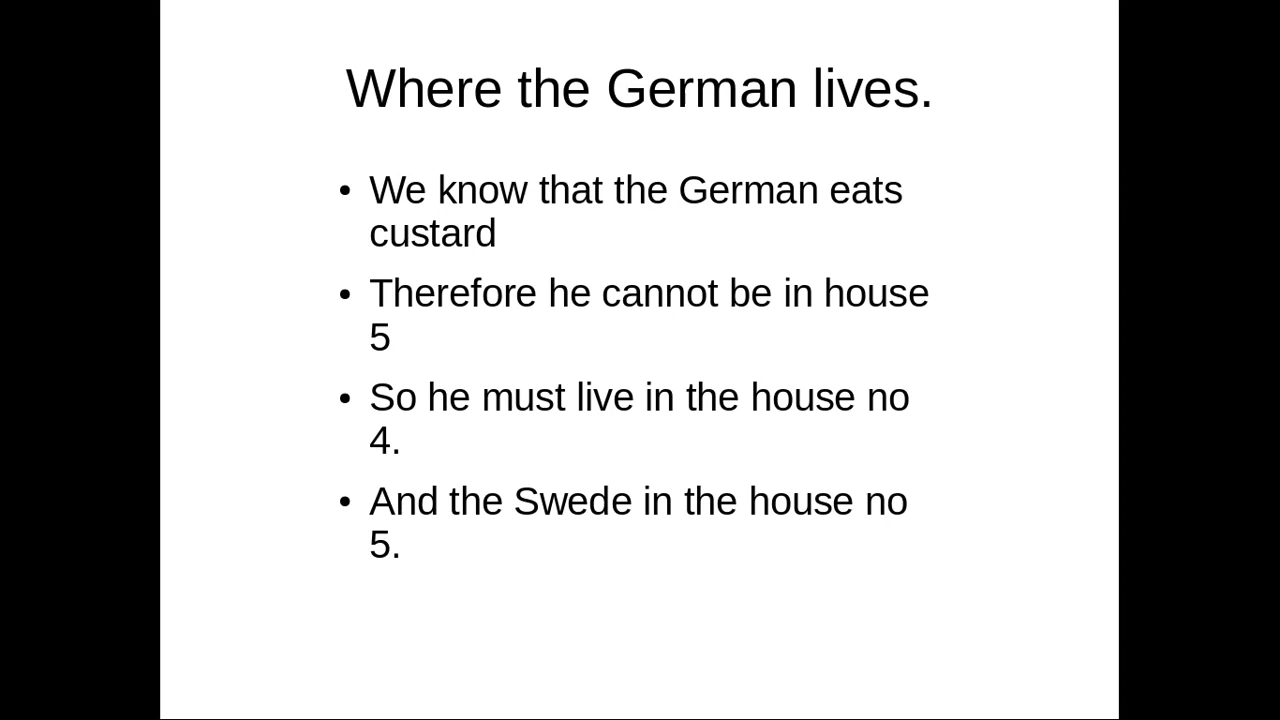 Where the German lives.
• We know that the German eats
custard
• Therefore he cannot be in house
5
• So he must live in the house no
4.
• And the Swede in the house no
5.